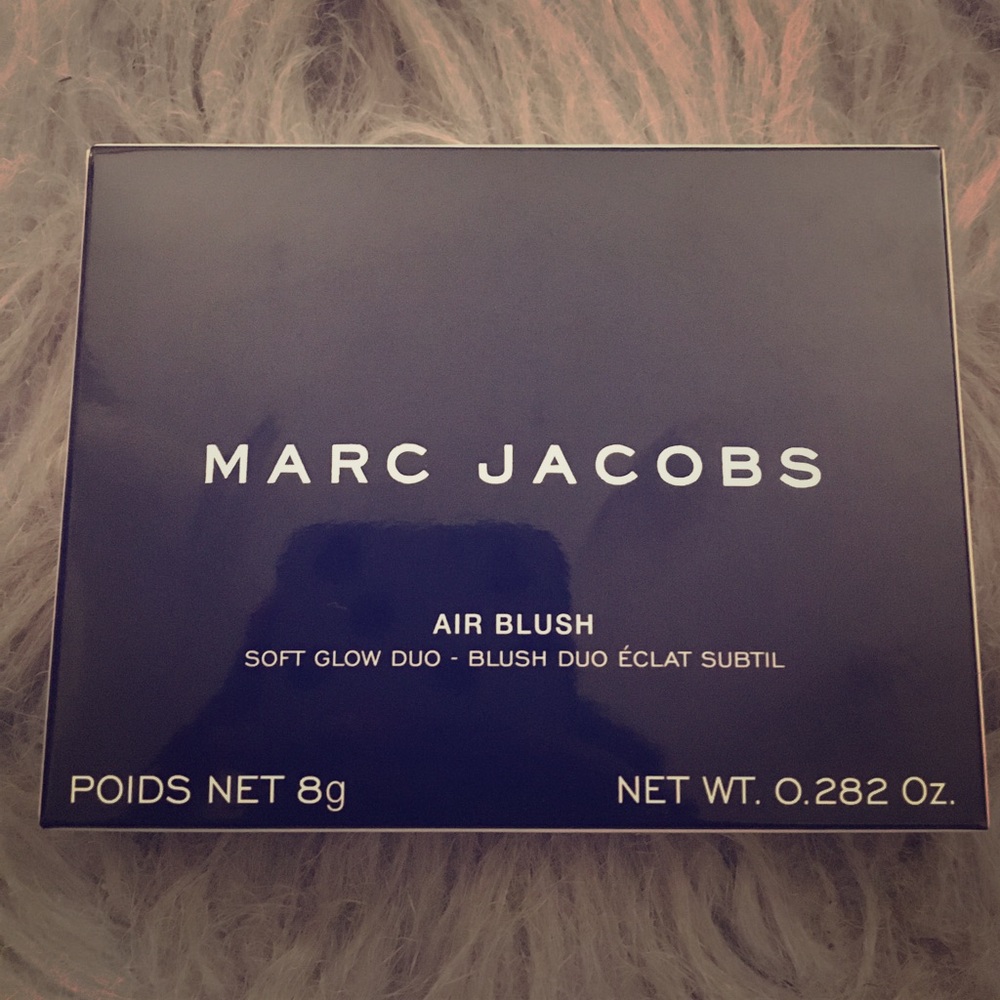 MARC JACOBS
AIR BLUSH
SOFT GLOW DUO - BLUSH DUO ÉCLAT SUBTIL
POIDS NET 8g NET WT. 0.282 Oz.